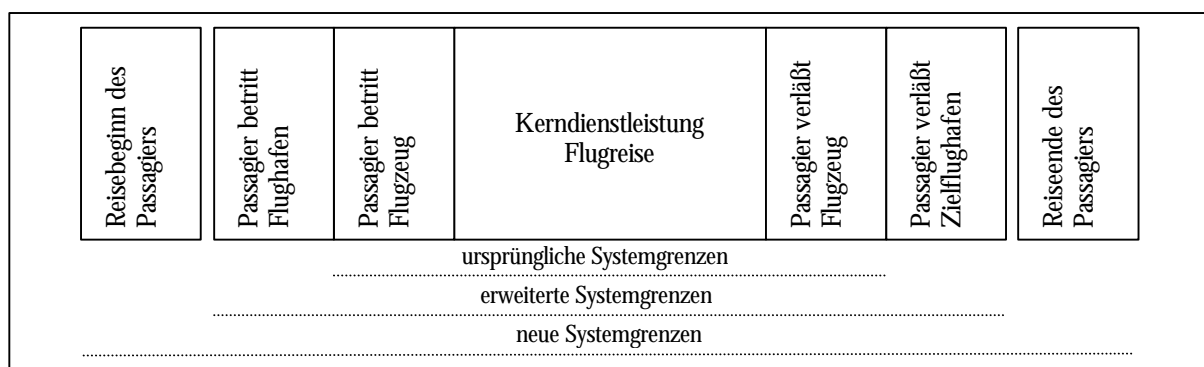 Reisebeginn des
Passagiers
Passagier betritt
Flughafen
Passagier betritt
Flugzeug
Kerndienstleistung
Flugreise
Passagier verläßt
Flugzeug
Passagier verläßt
Zielflughafen
Reiseende des
Passagiers
ursprüngliche Systemgrenzen
erweiterte Systemgrenzen
neue Systemgrenzen